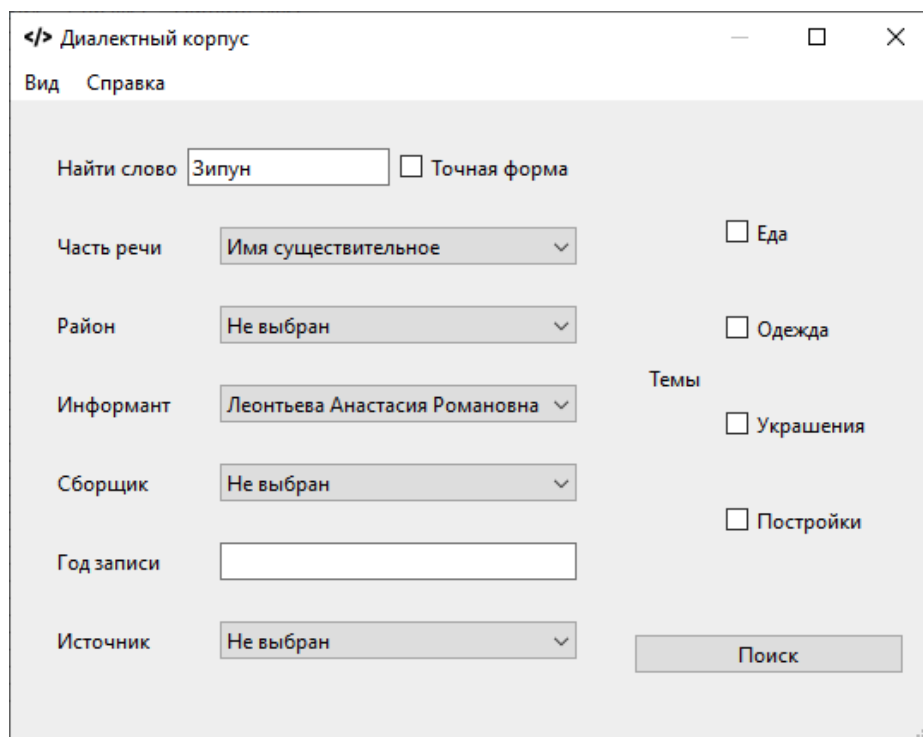 </> Диалектный корпус
Вид Справка
Найти слово Зипун Точная форма
Часть речи Имя существительное
Еда
Район Не выбран
Одежда
Темы
Информант Леонтьева Анастасия Романовна
Украшения
Сборщик Не выбран
Постройки
Год записи
Источник Не выбран
Поиск